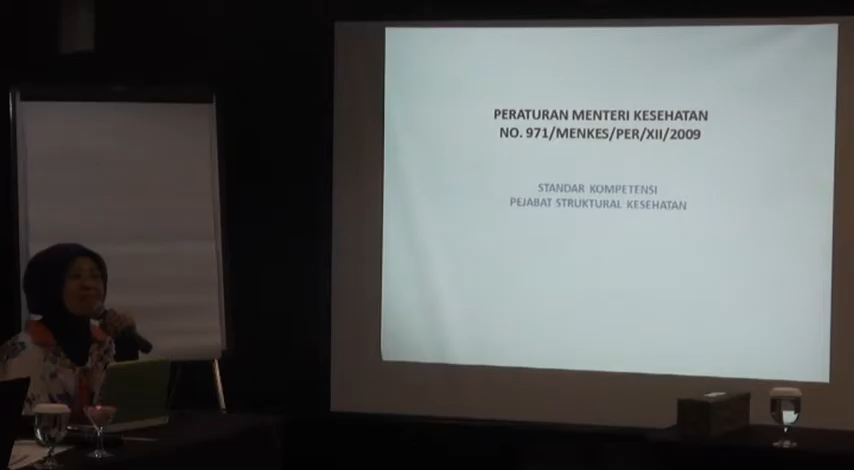 PERATURAN MENTERI KESEHATAN
NO. 971/MENKES/PER/XII/2009
STANDAR KOMPETENSI
PEJABAT STRUKTURAL KESEHATAN